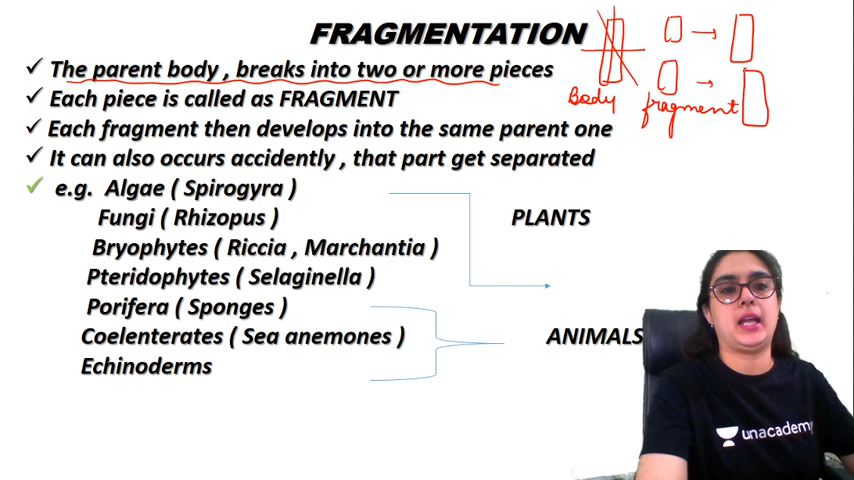 FRAGMENTATION
The parent body , breaks into two or more pieces
Each piece is called as FRAGMENT
Body fragment
Each fragment then develops into the same parent one
It can also occurs accidently , that part get separated
e.g. Algae ( Spirogyra )
Fungi ( Rhizopus ) PLANTS
Bryophytes ( Riccia , Marchantia )
Pteridophytes ( Selaginella )
Porifera ( Sponges )
Coelenterates ( Sea anemones ) ANIMALS
Echinoderms
unacademy